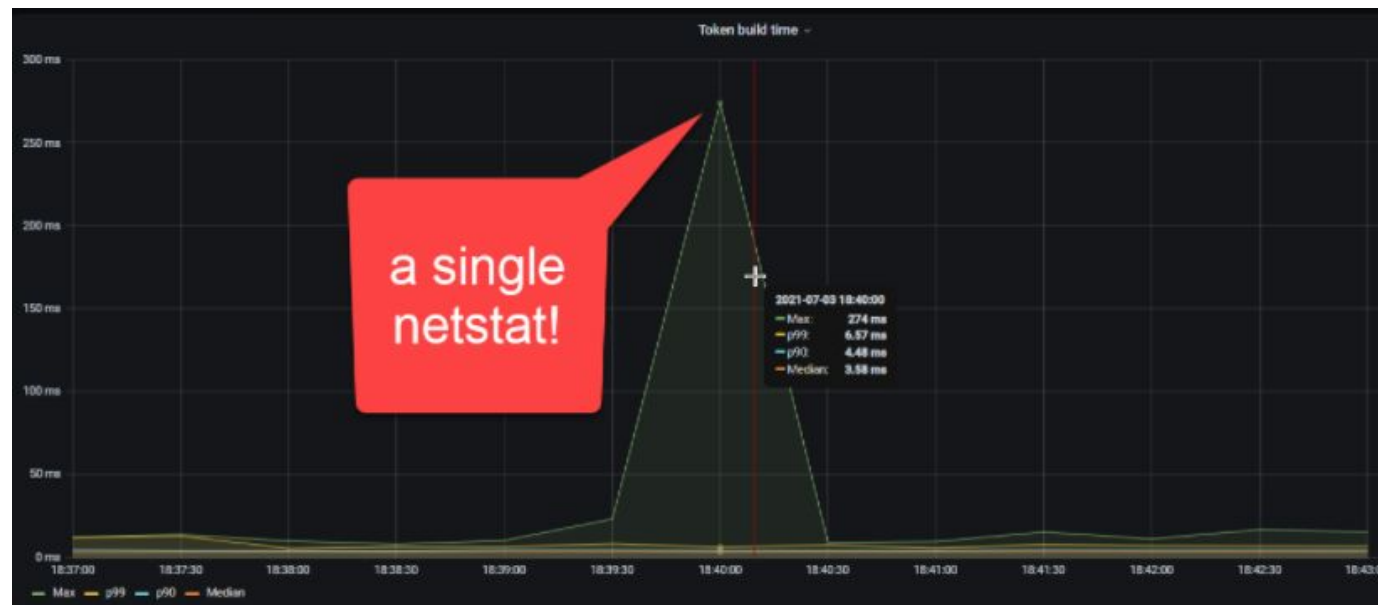 Token build time
300 ms
250 ms
200 ms
150 ms
100 ms
50 ms
0 ms
a single
netstat!
2021-07-03 18:40:00
Max: 274 ms
p99: 6.57 ms
p90: 4.48 ms
Median: 3.58 ms
18:37:00 18:37:30 18:38:00 18:38:30 18:39:00 18:39:30 18:40:00 18:40:30 18:41:00 18:41:30 18:42:00 18:42:30 18:43:0
Max p99 p90 Median